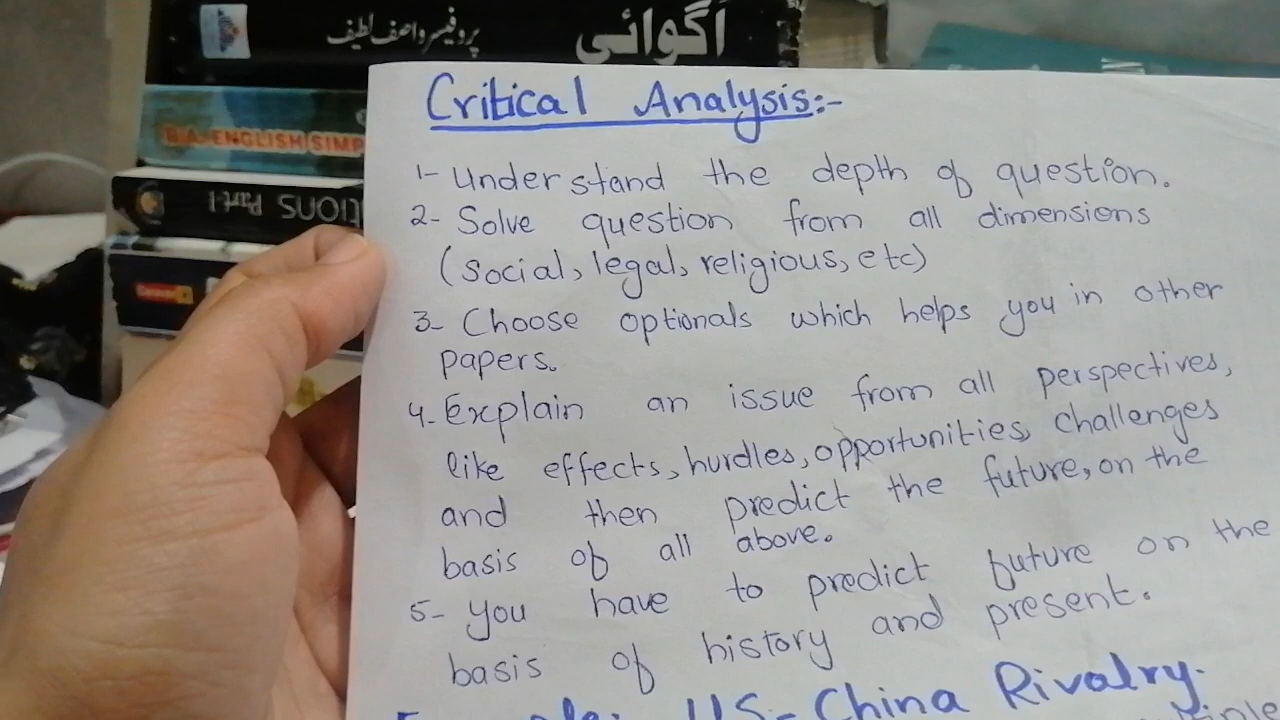 اگوائی
پروفیسر واصف لطیف
B.A. ENGLISH SIMP
TIONS Part-I
Critical Analysis:-
1- Understand the depth of question.
2- Solve question from all dimensions
(social, legal, religious, etc)
3- Choose optionals which helps you in other
papers.
4- Explain an issue from all perspectives,
like effects, hurdles, opportunities, challenges
and then predict the future, on the
basis of all above.
5- You have to predict future on the
basis of history and present.
US-China Rivalry.